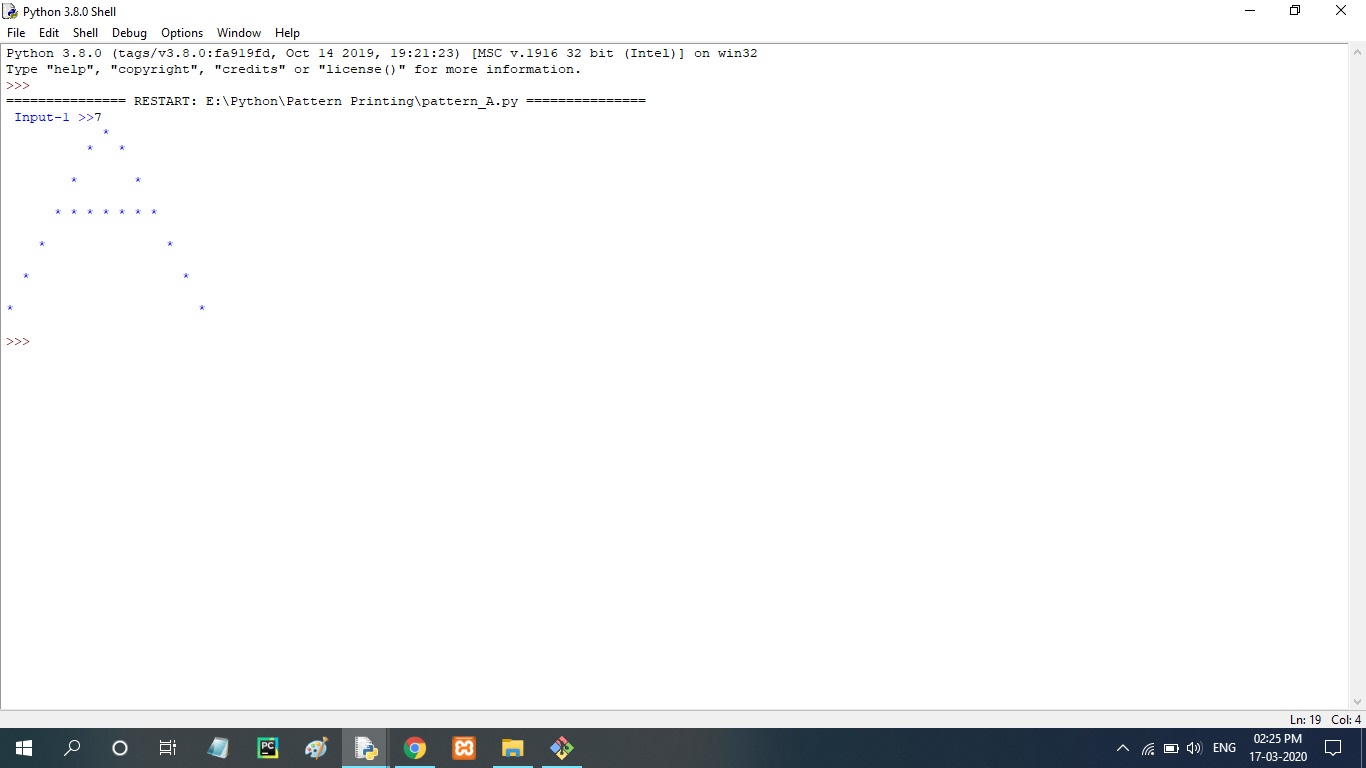 Python 3.8.0 Shell
File Edit Shell Debug Options Window Help
Python 3.8.0 (tags/v3.8.0:fa919fd, Oct 14 2019, 19:21:23) [MSC v.1916 32 bit (Intel)] on win32
Type "help", "copyright", "credits" or "license()" for more information.
>>>
=============== RESTART: E:\Python\Pattern Printing\pattern_A.py ===============
 Input-1 >>7
            *
          *   *
        *       *
      * * * * * * *
    *               *
  *                   *
*                       *
>>>
Ln: 19 Col: 4
PC
ENG
02:25 PM
17-03-2020